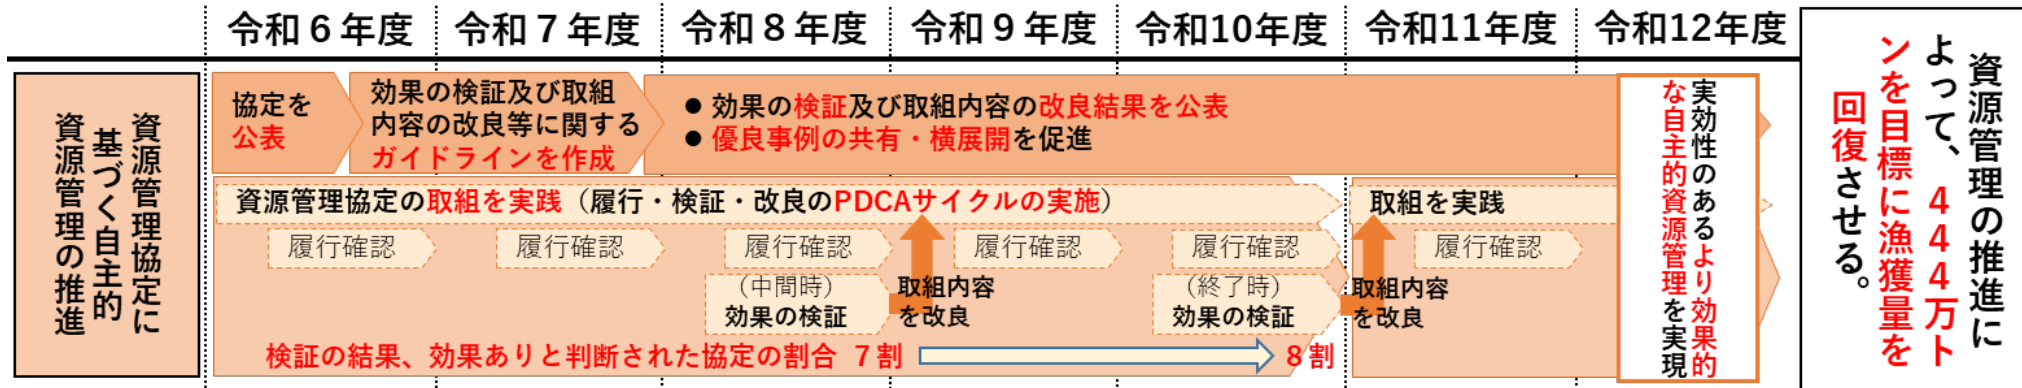 令和６年度
令和７年度
令和８年度
令和９年度
令和10年度
令和11年度
令和12年度
資源管理協定に
基づく自主的
資源管理の推進
協定を
公表
効果の検証及び取組
内容の改良等に関する
ガイドラインを作成
● 効果の検証及び取組内容の改良結果を公表
● 優良事例の共有・横展開を促進
資源管理協定の取組を実践（履行・検証・改良のPDCAサイクルの実施）
取組を実践
履行確認
履行確認
履行確認
履行確認
履行確認
履行確認
（中間時）
効果の検証
取組内容
を改良
（終了時）
効果の検証
取組内容
を改良
検証の結果、効果ありと判断された協定の割合 ７割
８割
実効性のあるより効果的
な自主的資源管理を実現
資源管理の推進に
よって、４４４万ト
ンを目標に漁獲量を
回復させる。